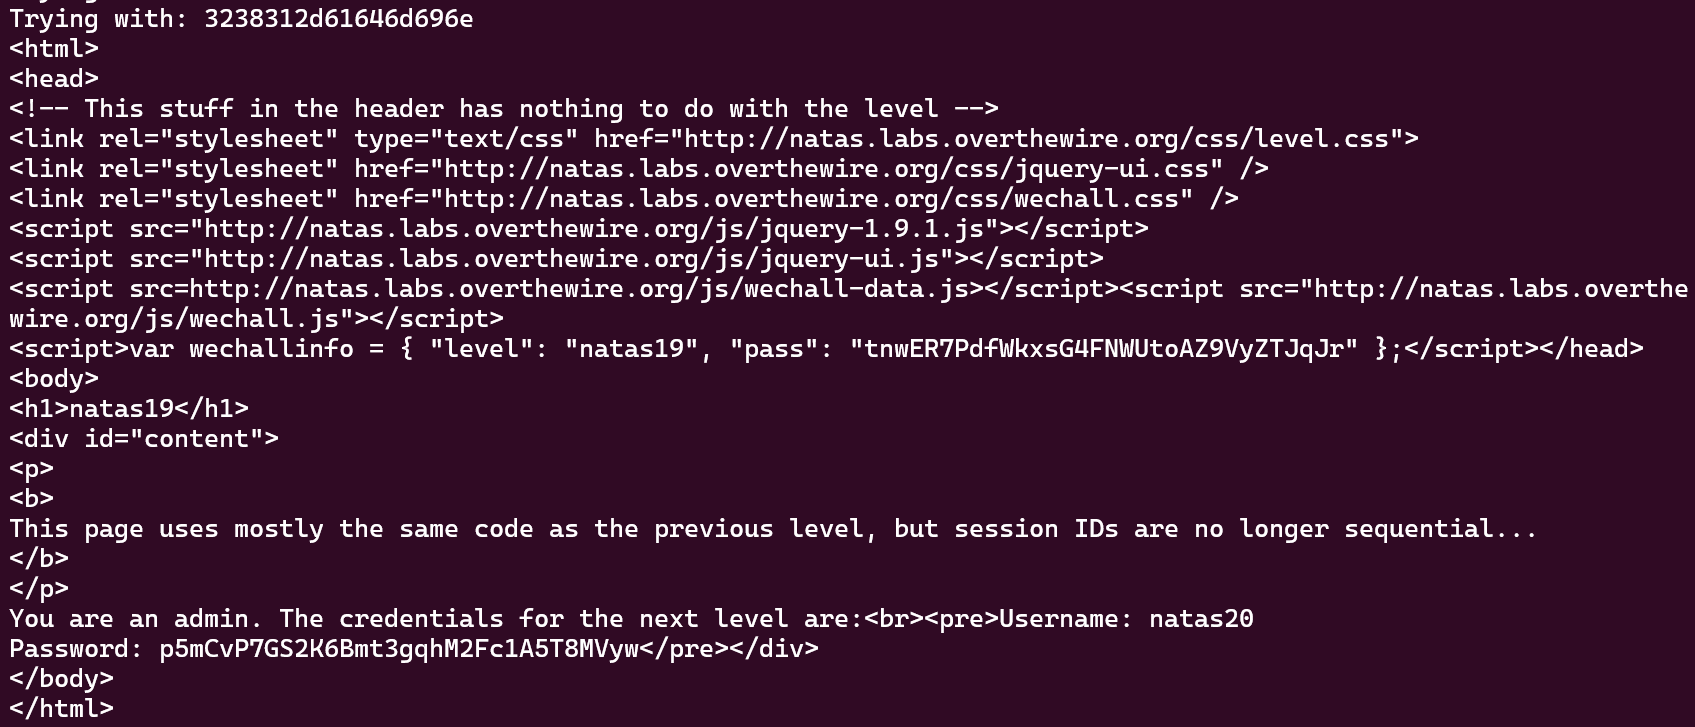 Trying with: 3238312d61646d696e
<html>
<head>
<!-- This stuff in the header has nothing to do with the level -->
<link rel="stylesheet" type="text/css" href="http://natas.labs.overthewire.org/css/level.css">
<link rel="stylesheet" href="http://natas.labs.overthewire.org/css/jquery-ui.css" />
<link rel="stylesheet" href="http://natas.labs.overthewire.org/css/wechall.css" />
<script src="http://natas.labs.overthewire.org/js/jquery-1.9.1.js"></script>
<script src="http://natas.labs.overthewire.org/js/jquery-ui.js"></script>
<script src=http://natas.labs.overthewire.org/js/wechall-data.js></script><script src="http://natas.labs.overthe
wire.org/js/wechall.js"></script>
<script>var wechallinfo = { "level": "natas19", "pass": "tnwER7PdfWkxsG4FNWUtoAZ9VyZTJqJr" };</script></head>
<body>
<h1>natas19</h1>
<div id="content">
<p>
<b>
This page uses mostly the same code as the previous level, but session IDs are no longer sequential...
</b>
</p>
You are an admin. The credentials for the next level are:<br><pre>Username: natas20
Password: p5mCvP7GS2K6Bmt3gqhM2Fc1A5T8MVyw</pre></div>
</body>
</html>